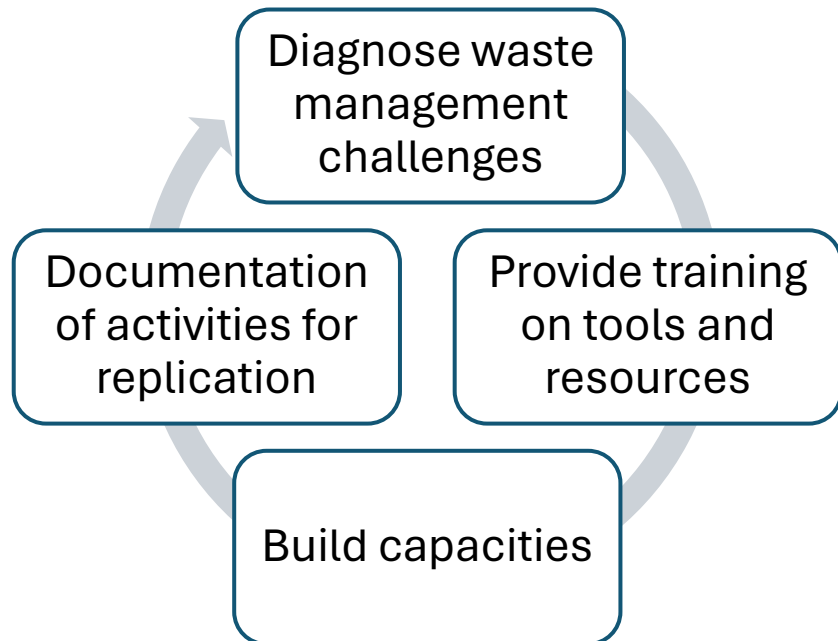 Diagnose waste
management
challenges
Provide training
on tools and
resources
Build capacities
Documentation
of activities for
replication